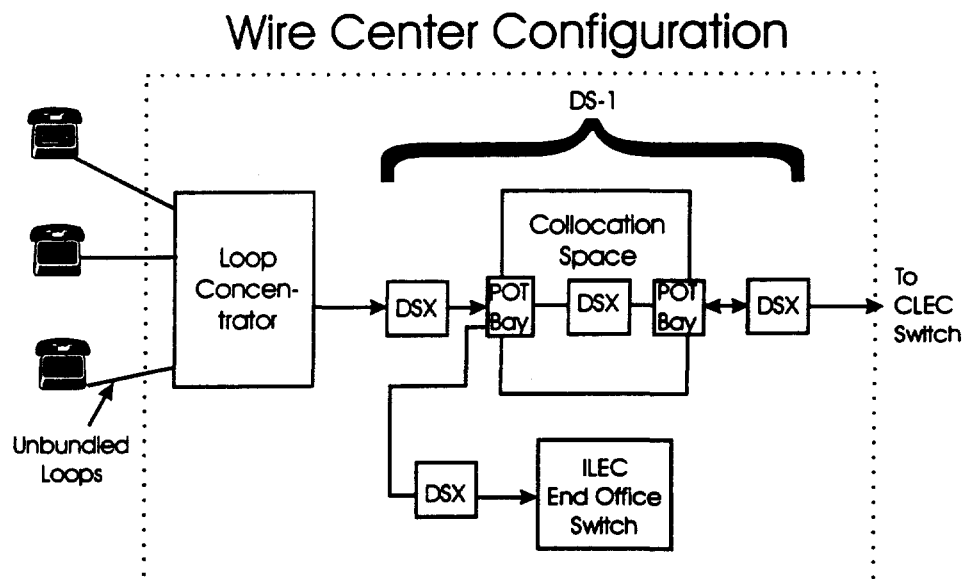 Wire Center Configuration
DS-1
Loop
Concen-
trator
DSX
POT
Bay
Collocation
Space
DSX
POT
Bay
DSX
To
CLEC
Switch
Unbundled
Loops
DSX
ILEC
End Office
Switch